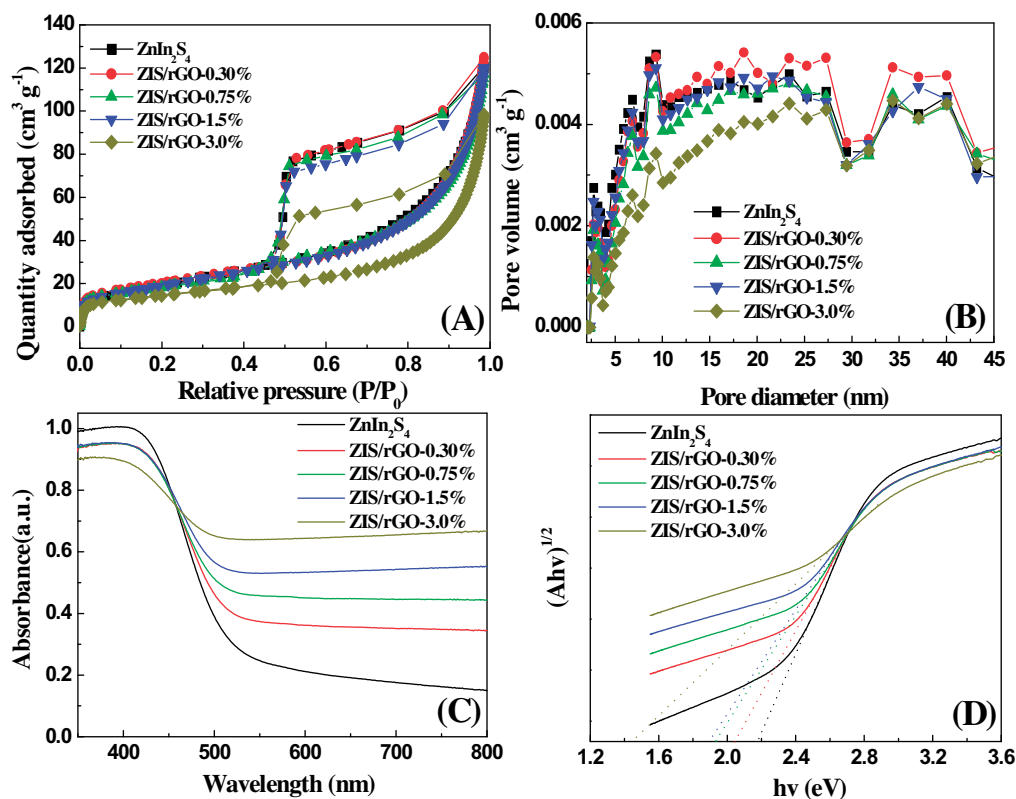 140
120
100
80
60
40
20
0
Quantity adsorbed (cm³ g⁻¹)
ZnIn₂S₄
ZIS/rGO-0.30%
ZIS/rGO-0.75%
ZIS/rGO-1.5%
ZIS/rGO-3.0%
(A)
0.0 0.2 0.4 0.6 0.8 1.0
Relative pressure (P/P₀)
0.006
0.004
0.002
0.000
Pore volume (cm³ g⁻¹)
ZnIn₂S₄
ZIS/rGO-0.30%
ZIS/rGO-0.75%
ZIS/rGO-1.5%
ZIS/rGO-3.0%
(B)
5 10 15 20 25 30 35 40 45
Pore diameter (nm)
1.0
0.8
0.6
0.4
0.2
0.0
Absorbance(a.u.)
ZnIn₂S₄
ZIS/rGO-0.30%
ZIS/rGO-0.75%
ZIS/rGO-1.5%
ZIS/rGO-3.0%
(C)
400 500 600 700 800
Wavelength (nm)
(Ahv)¹/²
ZnIn₂S₄
ZIS/rGO-0.30%
ZIS/rGO-0.75%
ZIS/rGO-1.5%
ZIS/rGO-3.0%
(D)
1.2 1.6 2.0 2.4 2.8 3.2 3.6
hv (eV)